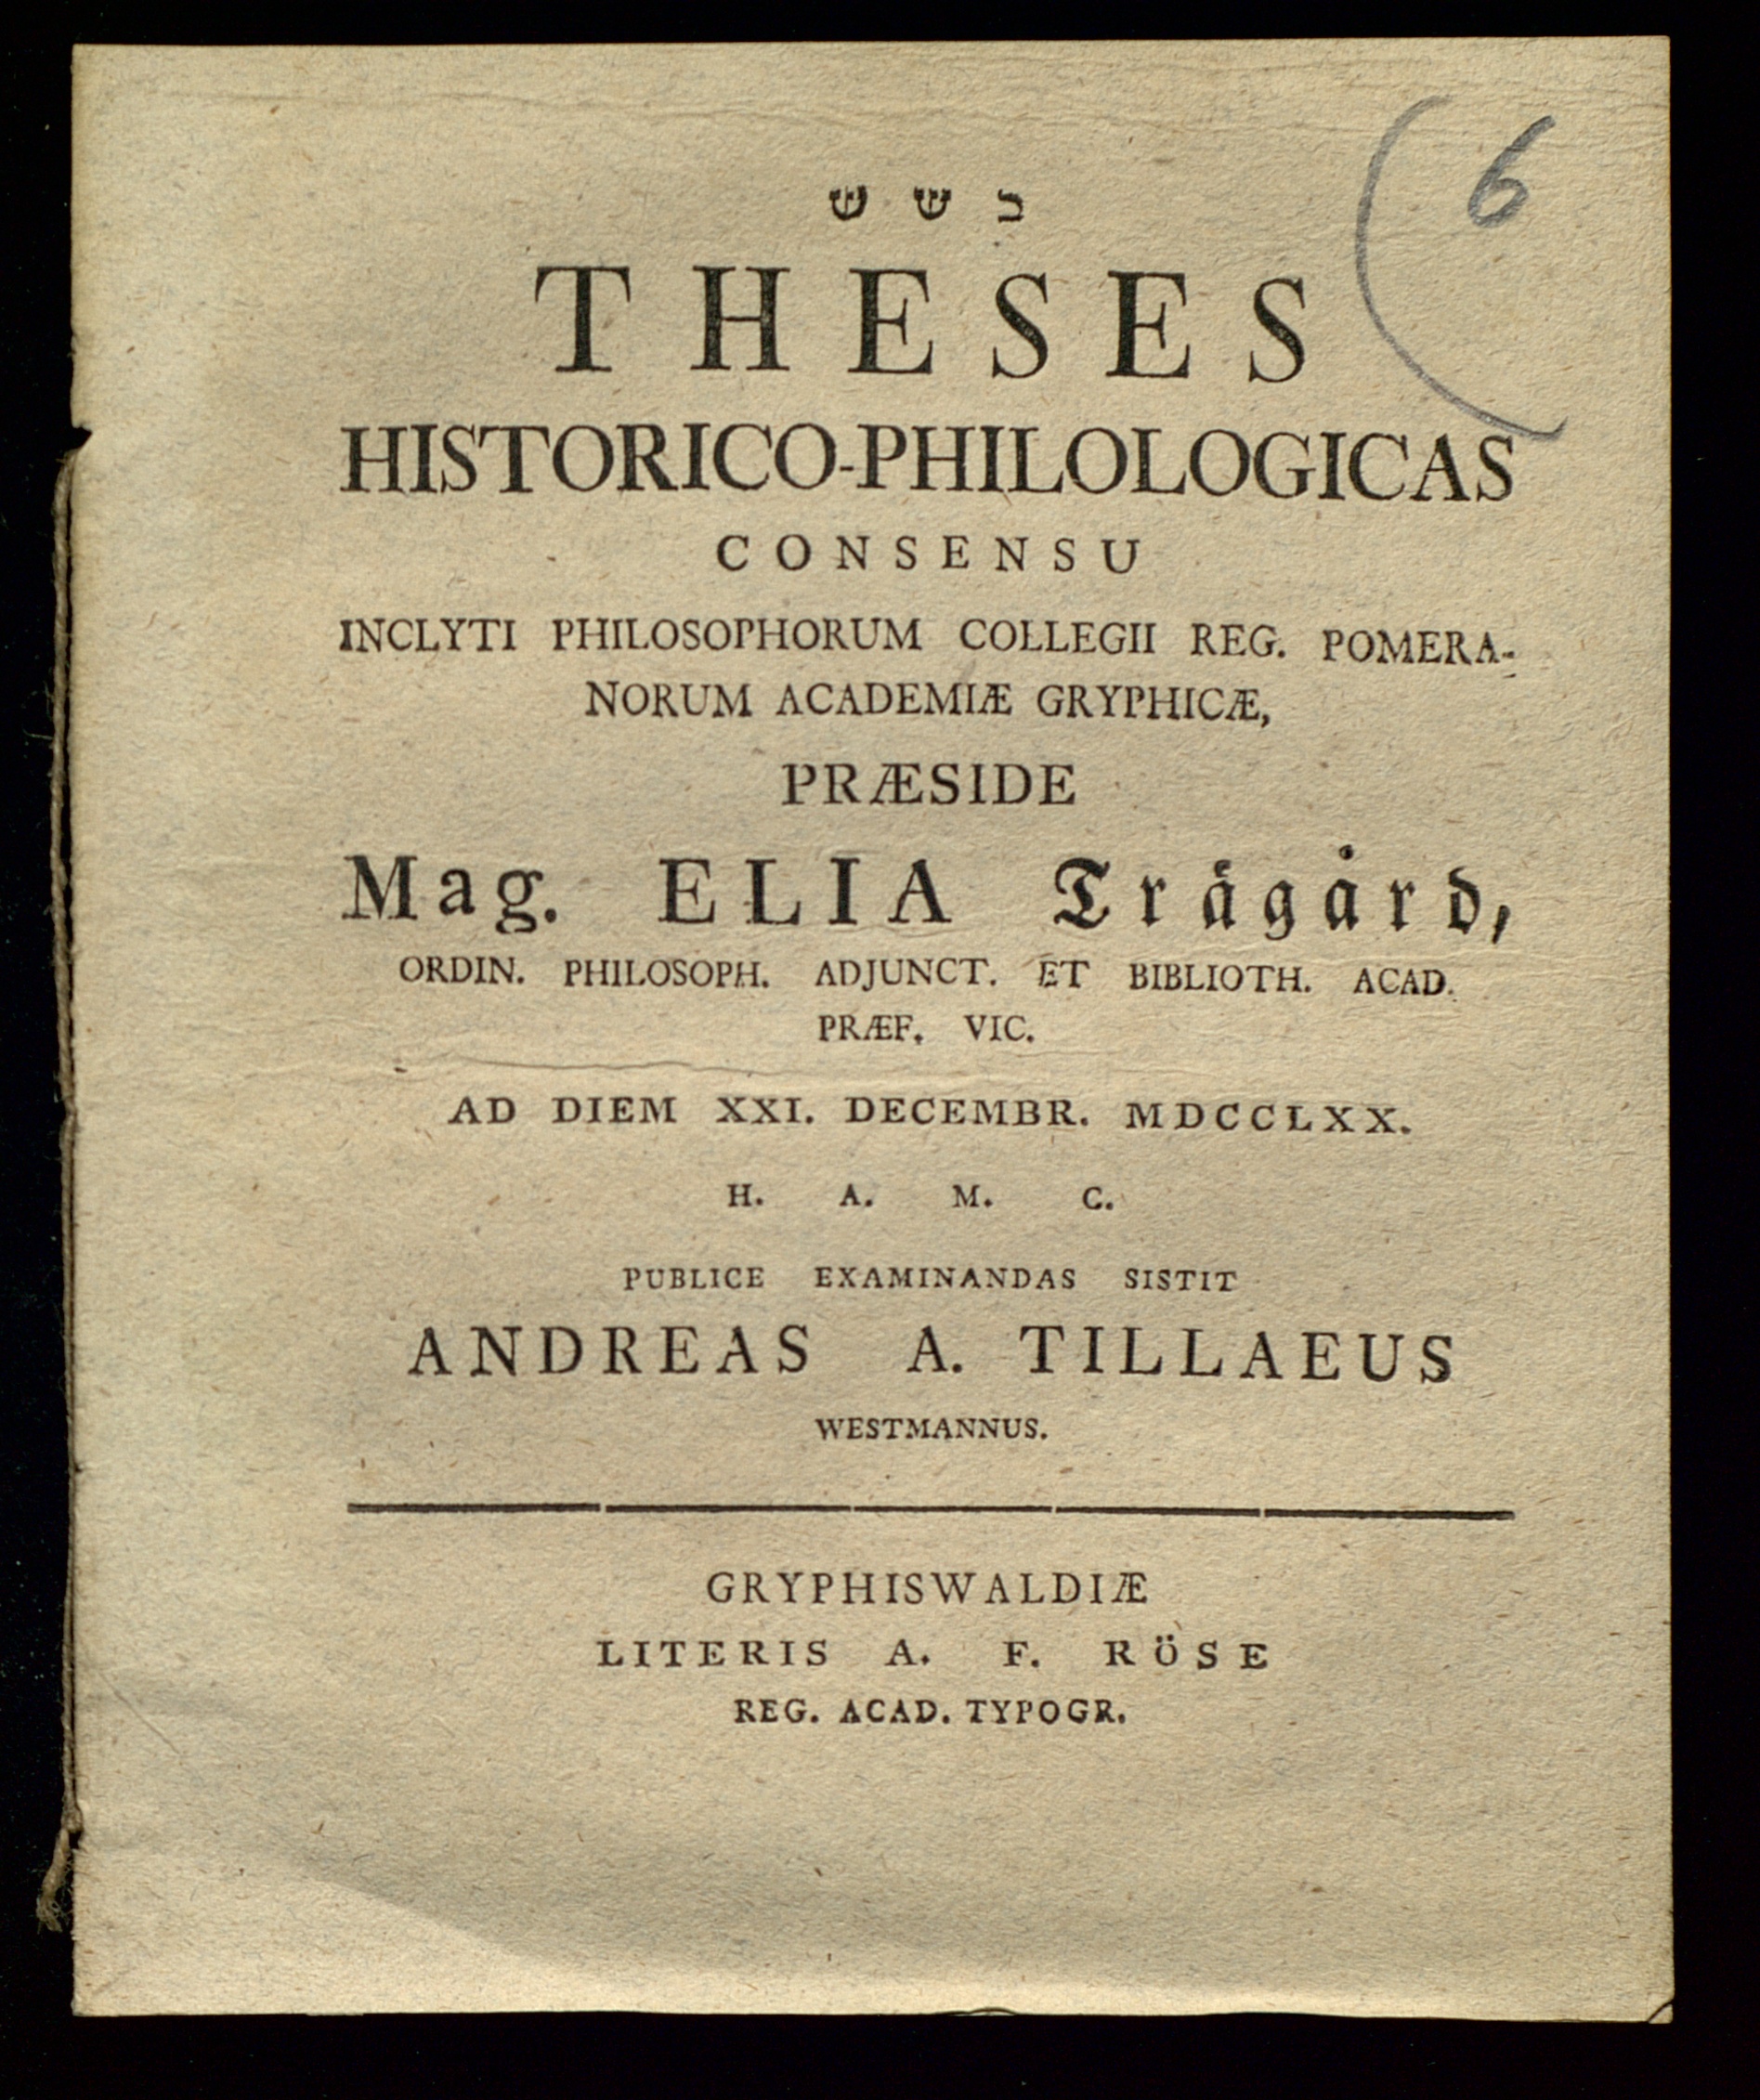 ב ש ש
6
THESES
HISTORICO-PHILOLOGICAS
CONSENSU
INCLYTI PHILOSOPHORUM COLLEGII REG. POMERA-
NORUM ACADEMIÆ GRYPHICÆ,
PRÆSIDE
Mag. ELIA Trägård,
ORDIN. PHILOSOPH. ADJUNCT. ET BIBLIOTH. ACAD.
PRÆF. VIC.
AD DIEM XXI. DECEMBR. MDCCLXX.
H. A. M. C.
PUBLICE EXAMINANDAS SISTIT
ANDREAS A. TILLAEUS
WESTMANNUS.
GRYPHISWALDIÆ
LITERIS A. F. RÖSE
REG. ACAD. TYPOGR.